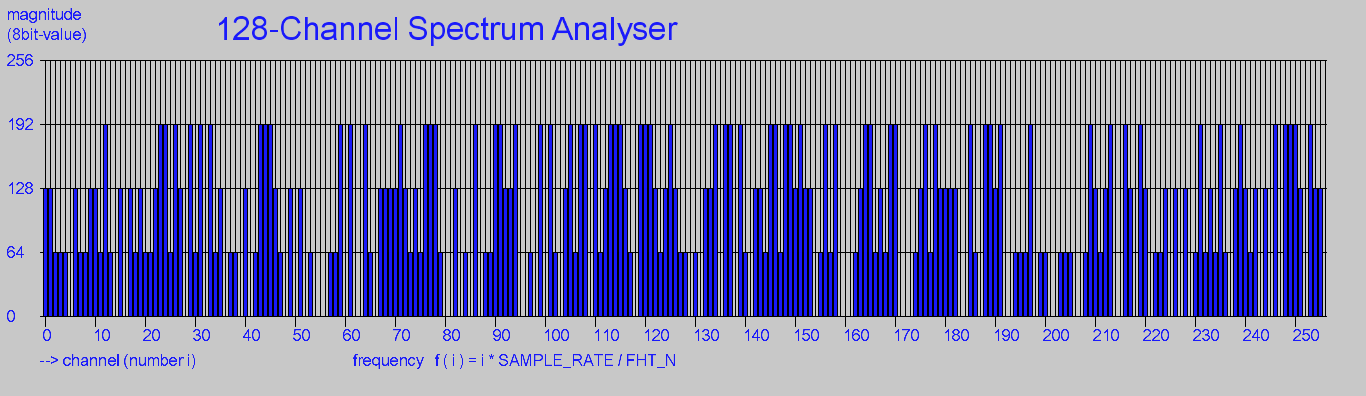 magnitude
(8bit-value)
128-Channel Spectrum Analyser
256
192
128
64
0
0 10 20 30 40 50 60 70 80 90 100 110 120 130 140 150 160 170 180 190 200 210 220 230 240 250
--> channel (number i) frequency f ( i ) = i * SAMPLE_RATE / FHT_N